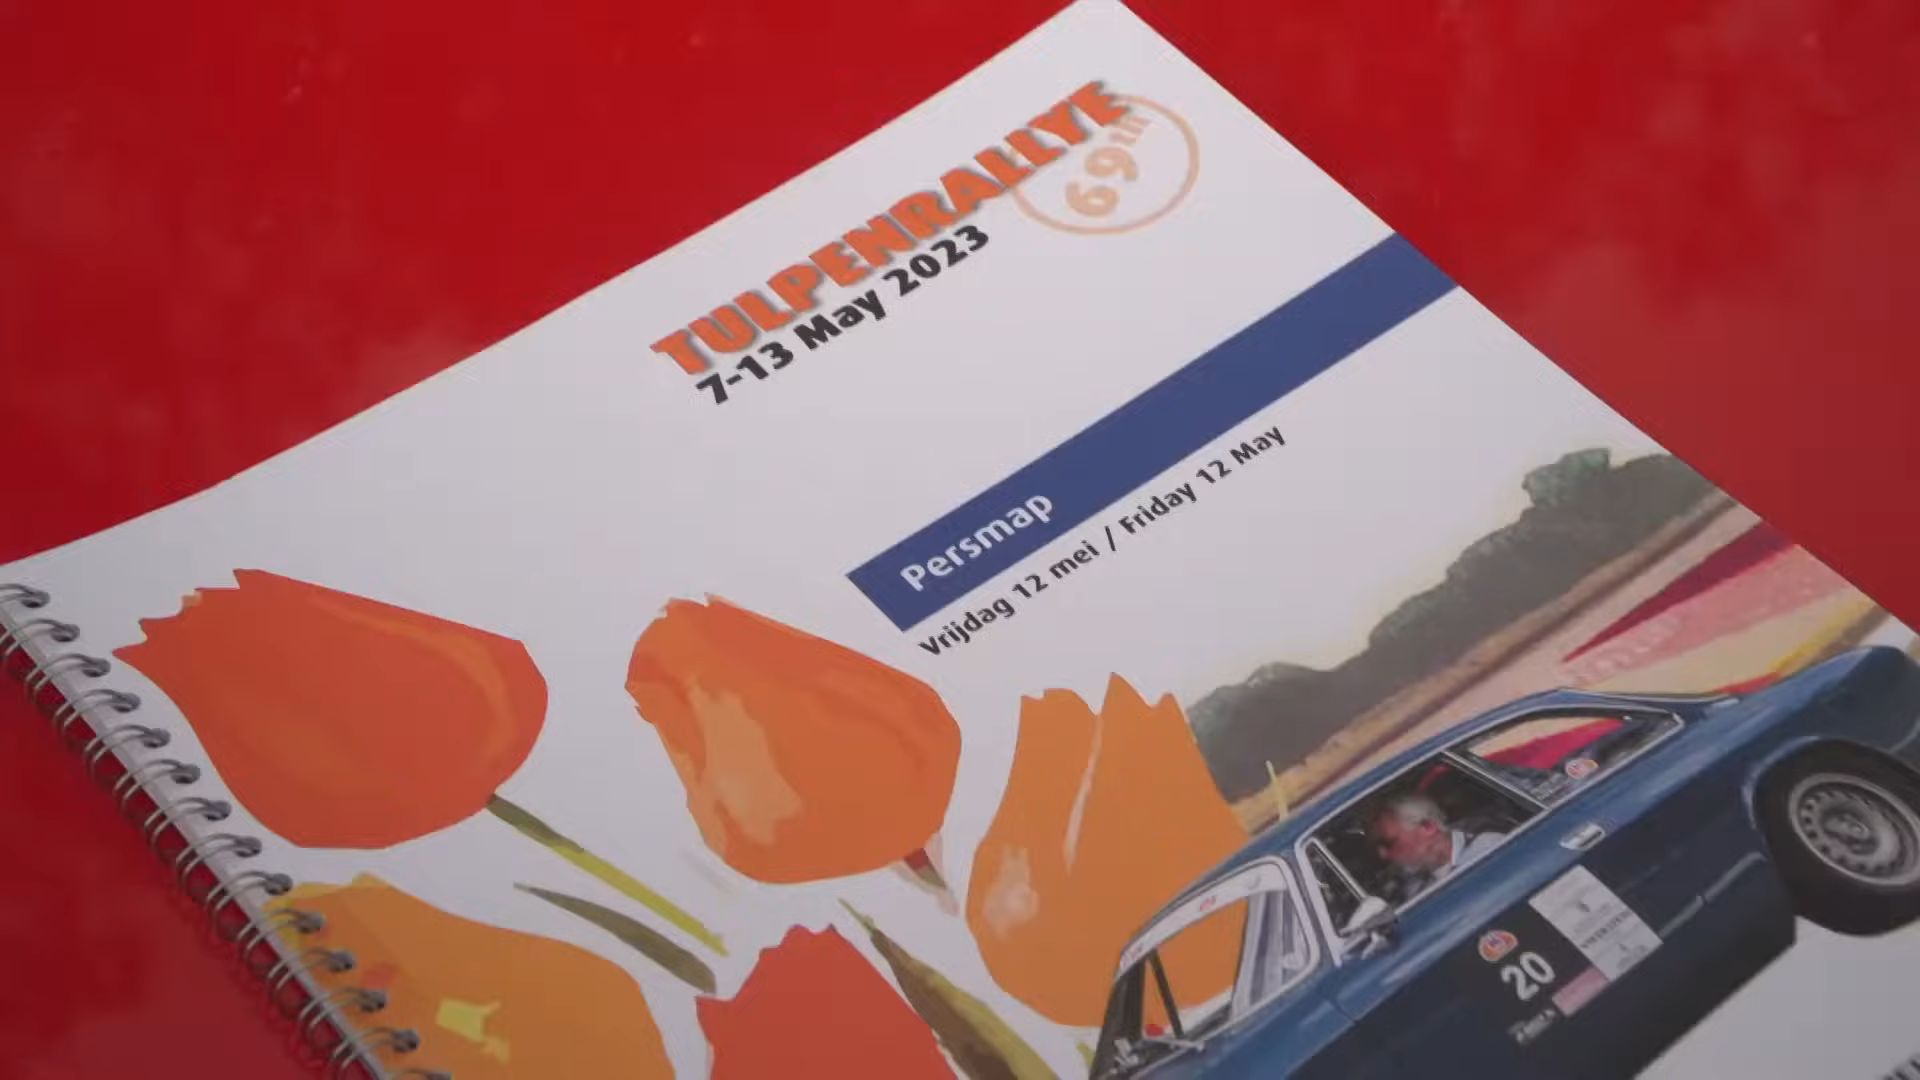 TULPENRALLYE
69th
7-13 May 2023
Persmap
Vrijdag 12 mei / Friday 12 May
20